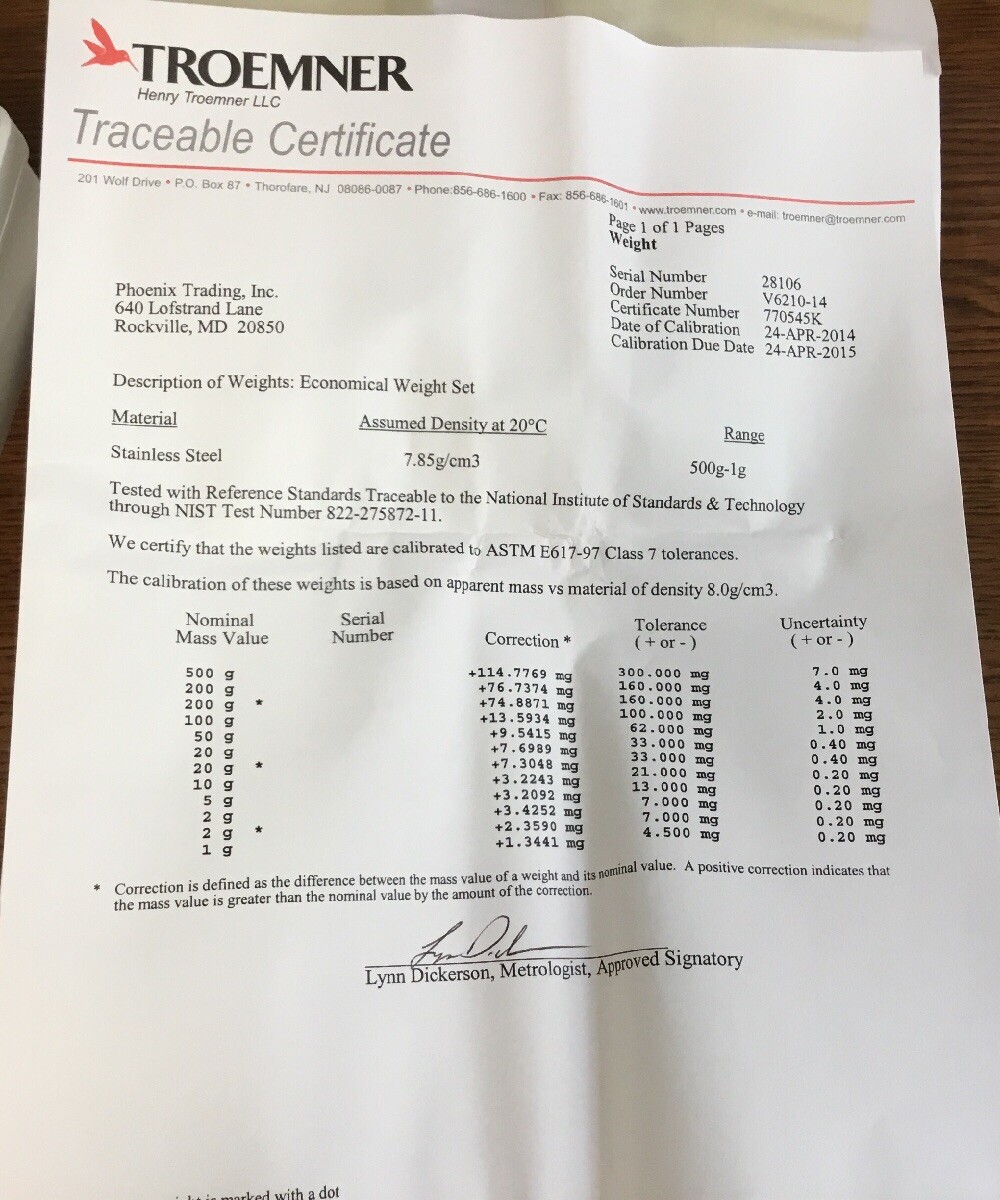 TROEMNER
Henry Troemner LLC
Traceable Certificate
201 Wolf Drive • P.O. Box 87 • Thorofare, NJ 08086-0087 • Phone:856-686-1600 • Fax: 856-686-1601 • www.troemner.com • e-mail: troemner@troemner.com
Page 1 of 1 Pages
Weight
Serial Number 28106
Order Number V6210-14
Certificate Number 770545K
Date of Calibration 24-APR-2014
Calibration Due Date 24-APR-2015
Phoenix Trading, Inc.
640 Lofstrand Lane
Rockville, MD 20850
Description of Weights: Economical Weight Set
Material Assumed Density at 20°C Range
Stainless Steel 7.85g/cm3 500g-1g
Tested with Reference Standards Traceable to the National Institute of Standards & Technology
through NIST Test Number 822-275872-11.
We certify that the weights listed are calibrated to ASTM E617-97 Class 7 tolerances.
The calibration of these weights is based on apparent mass vs material of density 8.0g/cm3.
Nominal Serial Tolerance Uncertainty
Mass Value Number Correction * (+ or -) (+ or -)
500 g +114.7769 mg 300.000 mg 7.0 mg
200 g +76.7374 mg 160.000 mg 4.0 mg
200 g * +74.8871 mg 160.000 mg 4.0 mg
100 g +13.5934 mg 100.000 mg 2.0 mg
50 g +9.5415 mg 62.000 mg 1.0 mg
20 g +7.6989 mg 33.000 mg 0.40 mg
20 g * +7.3048 mg 33.000 mg 0.40 mg
10 g +3.2243 mg 21.000 mg 0.20 mg
5 g +3.2092 mg 13.000 mg 0.20 mg
2 g +3.4252 mg 7.000 mg 0.20 mg
2 g * +2.3590 mg 7.000 mg 0.20 mg
1 g +1.3441 mg 4.500 mg 0.20 mg
* Correction is defined as the difference between the mass value of a weight and its nominal value. A positive correction indicates that
the mass value is greater than the nominal value by the amount of the correction.
Lynn Dickerson, Metrologist, Approved Signatory
is marked with a dot